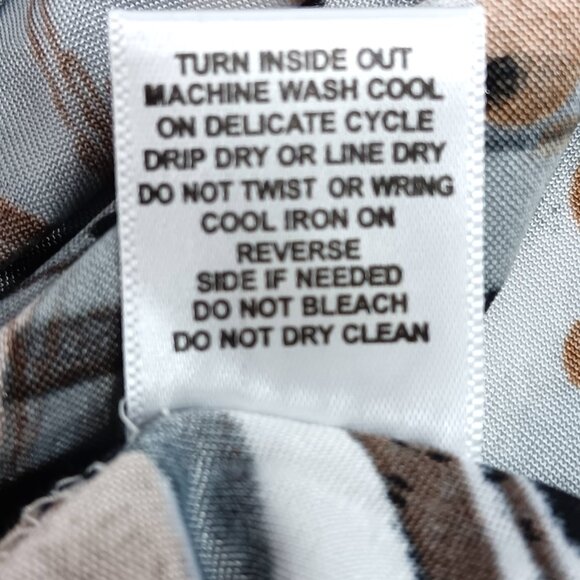 TURN INSIDE OUT
MACHINE WASH COOL
ON DELICATE CYCLE
DRIP DRY OR LINE DRY
DO NOT TWIST OR WRING
COOL IRON ON
REVERSE
SIDE IF NEEDED
DO NOT BLEACH
DO NOT DRY CLEAN